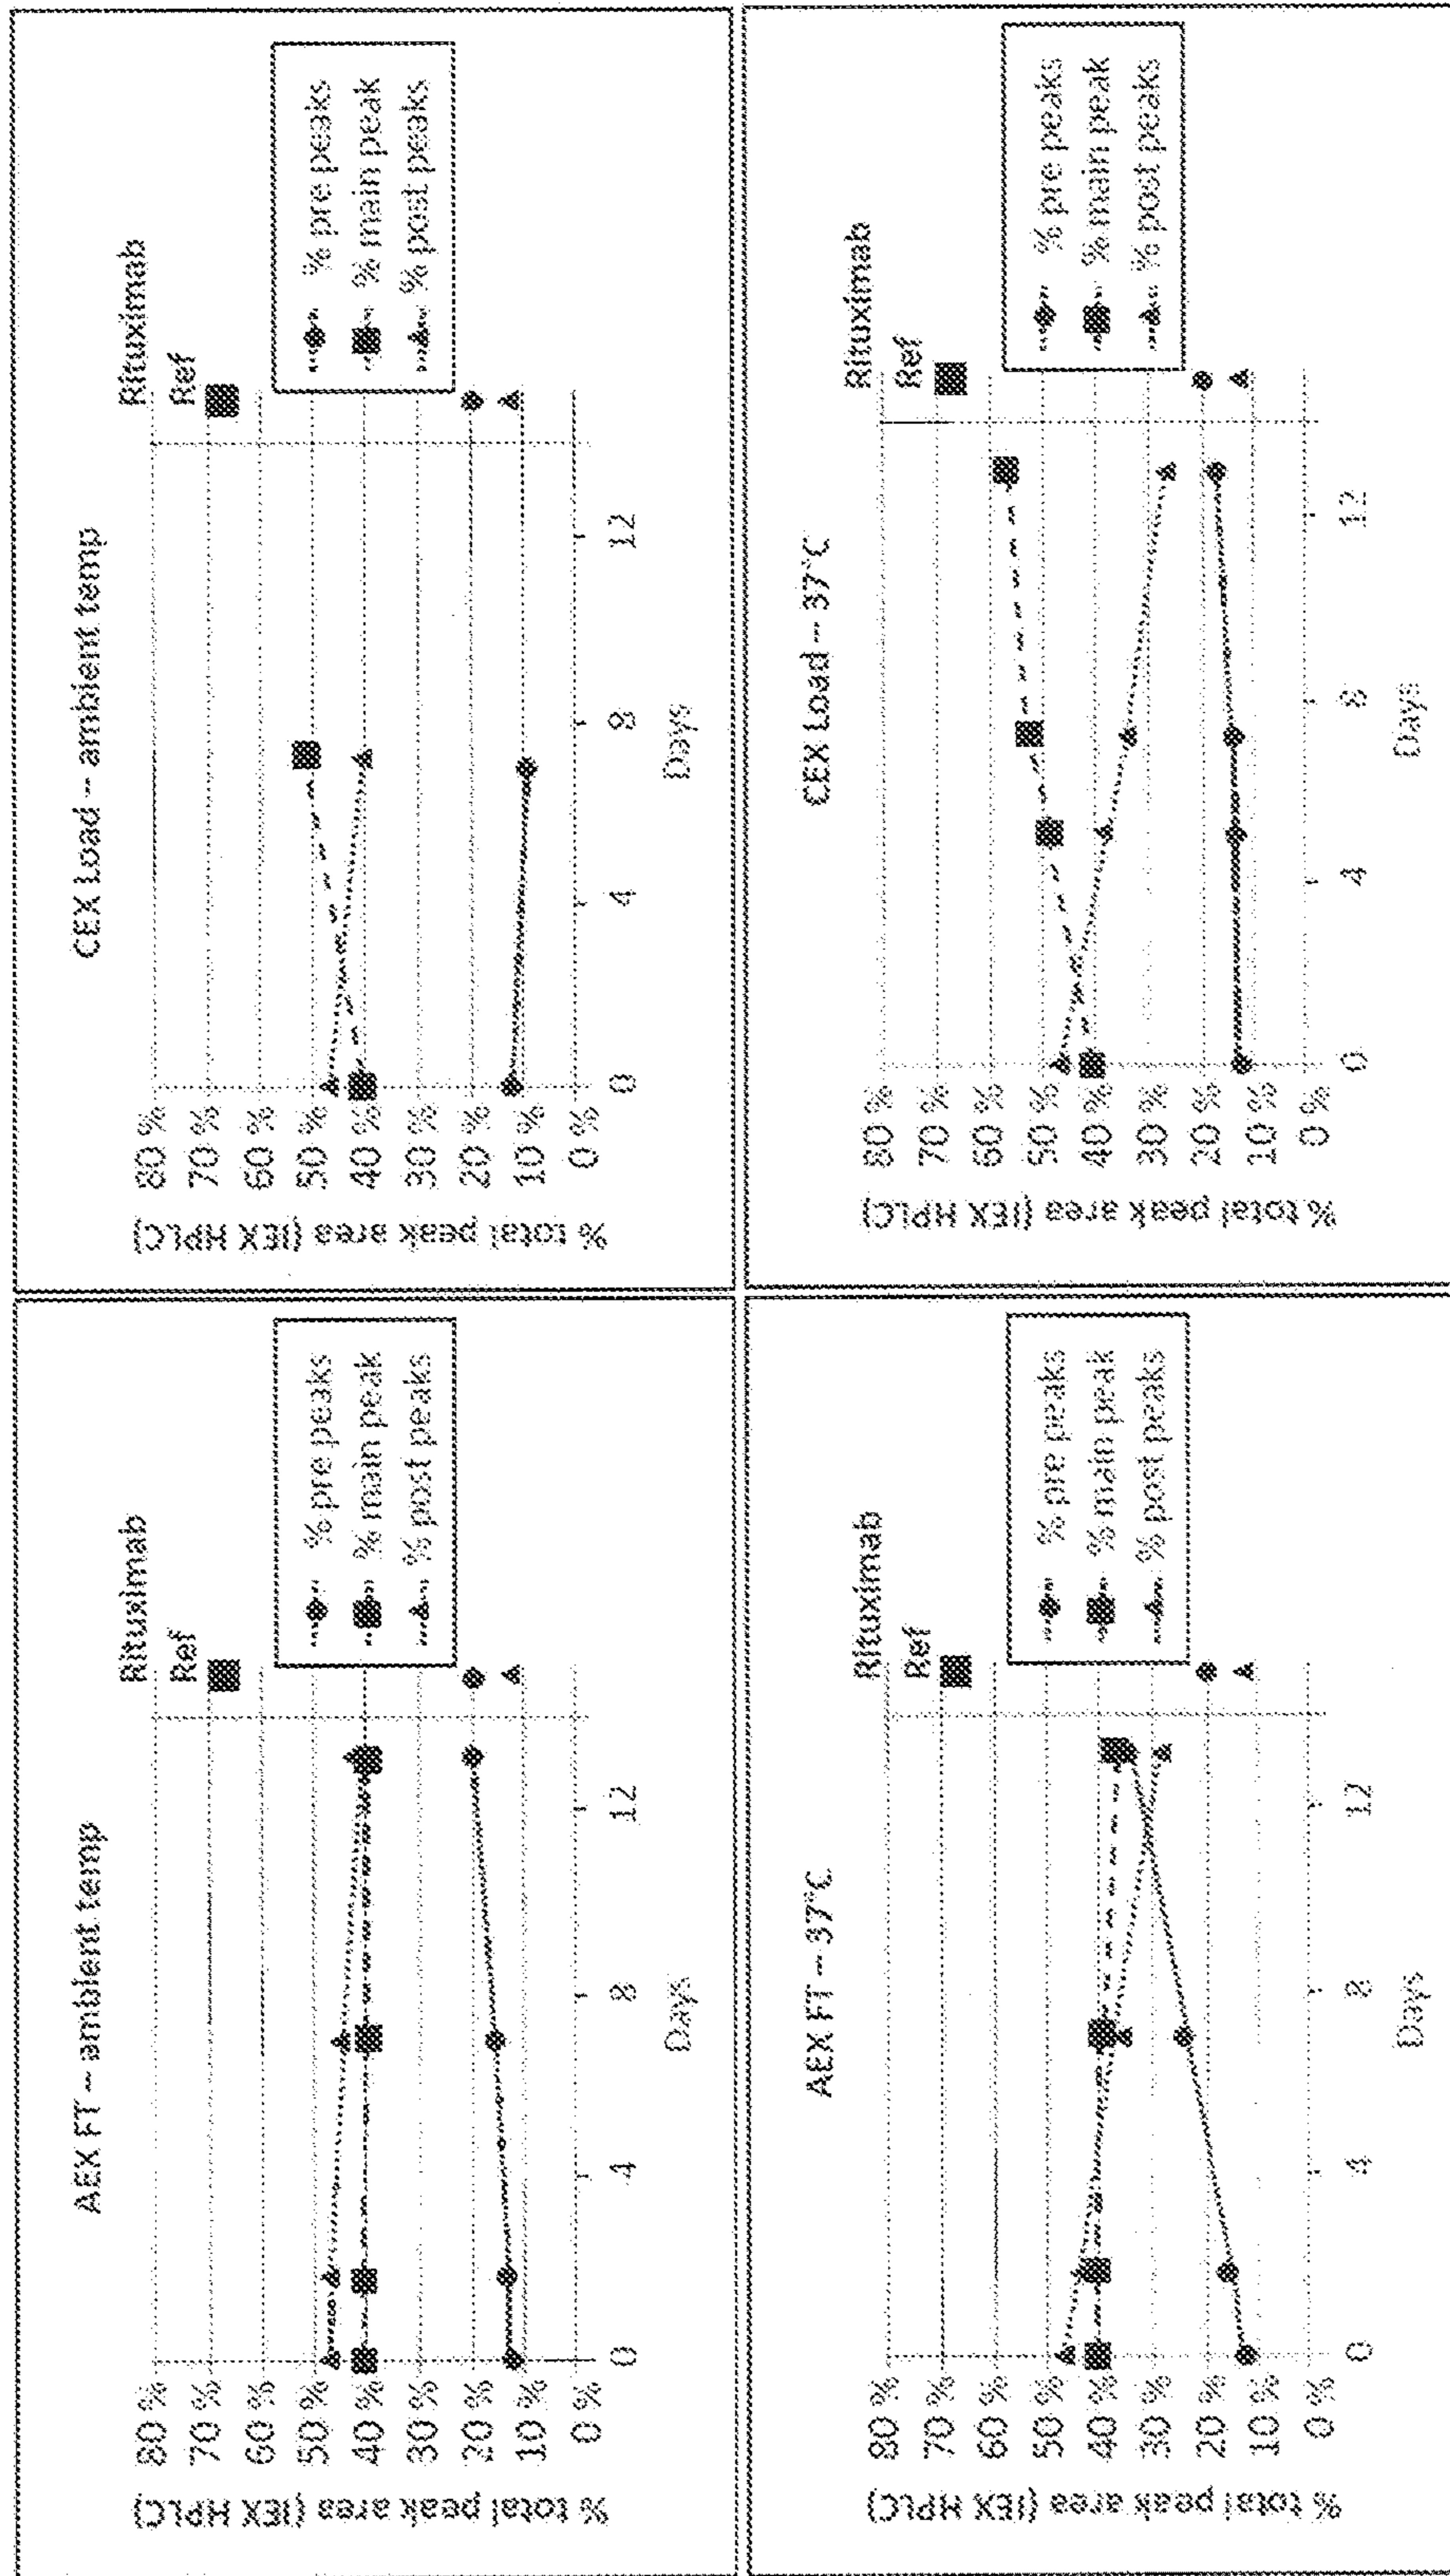 AEX FT – ambient temp
% total peak area (IEX HPLC)
80 %
70 %
60 %
50 %
40 %
30 %
20 %
10 %
0 %
0 4 8 12
Days
Rituximab
Ref
% pre peaks
% main peak
% post peaks
CEX Load – ambient temp
% total peak area (IEX HPLC)
80 %
70 %
60 %
50 %
40 %
30 %
20 %
10 %
0 %
0 4 8 12
Days
Rituximab
Ref
% pre peaks
% main peak
% post peaks
AEX FT – 37°C
% total peak area (IEX HPLC)
80 %
70 %
60 %
50 %
40 %
30 %
20 %
10 %
0 %
0 4 8 12
Days
Rituximab
Ref
% pre peaks
% main peak
% post peaks
CEX Load – 37°C
% total peak area (IEX HPLC)
80 %
70 %
60 %
50 %
40 %
30 %
20 %
10 %
0 %
0 4 8 12
Days
Rituximab
Ref
% pre peaks
% main peak
% post peaks